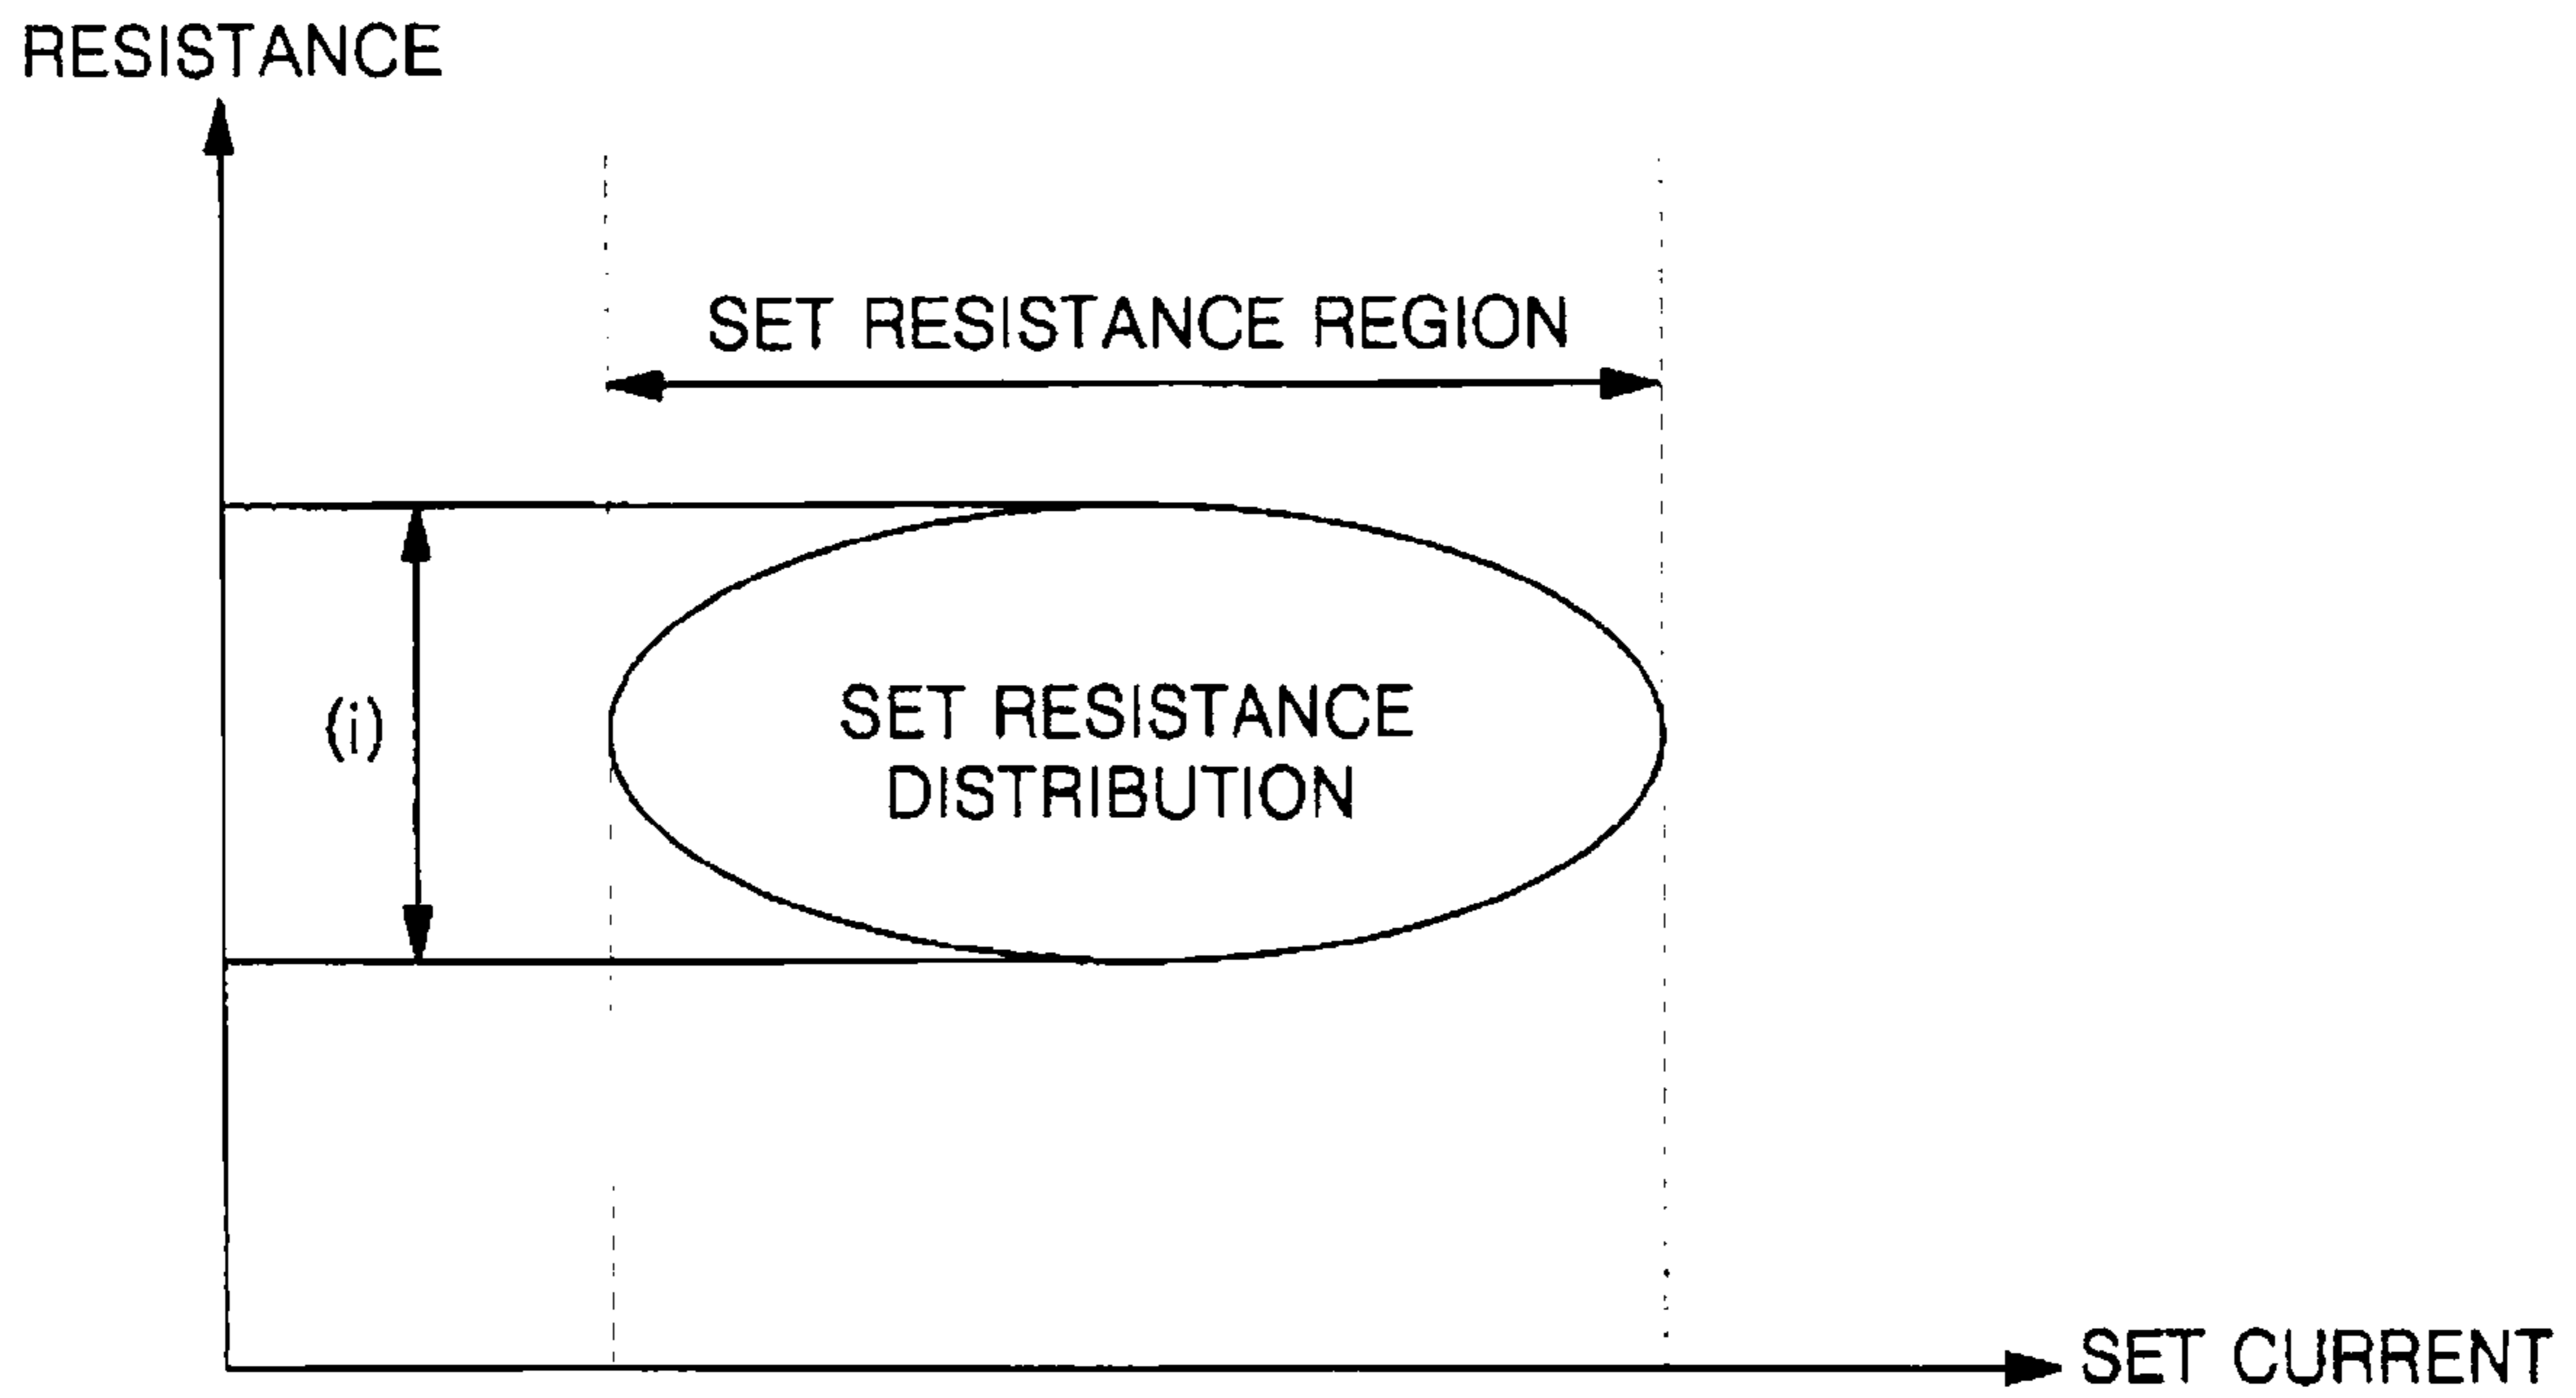 RESISTANCE
SET RESISTANCE REGION
(i)
SET RESISTANCE
DISTRIBUTION
SET CURRENT